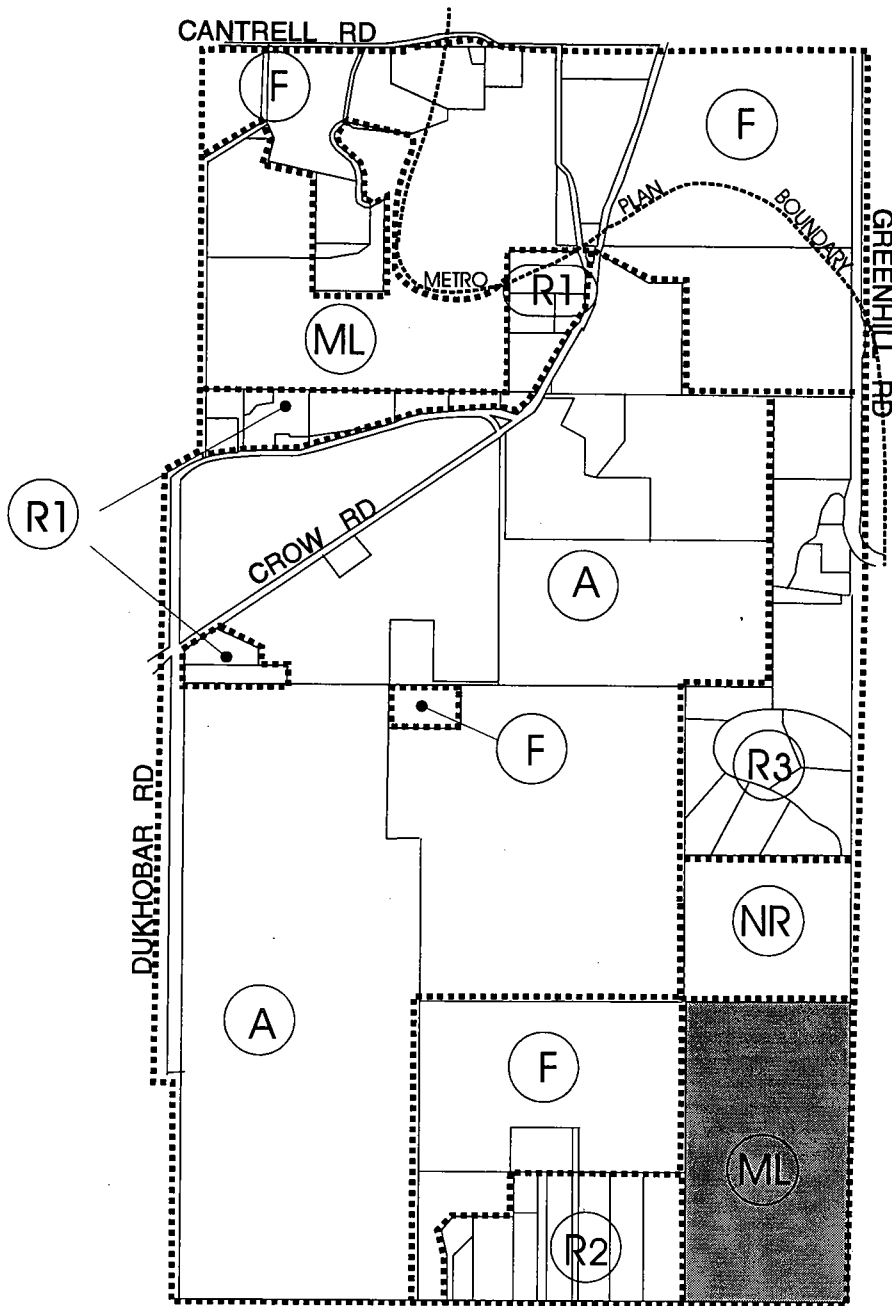 CANTRELL RD
F
F
PLAN
BOUNDARY
GREENHILL RD
METRO
R1
ML
R1
CROW RD
A
F
R3
DUKHOBAR RD
NR
A
F
ML
R2